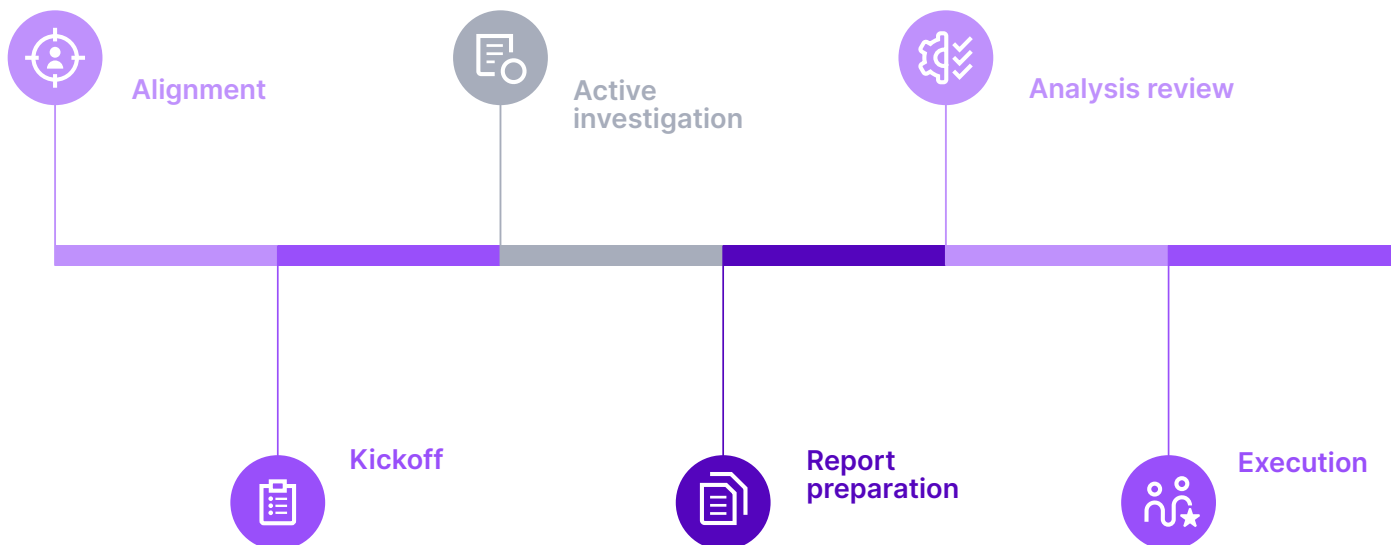 Alignment
Kickoff
Active
investigation
Report
preparation
Analysis review
Execution